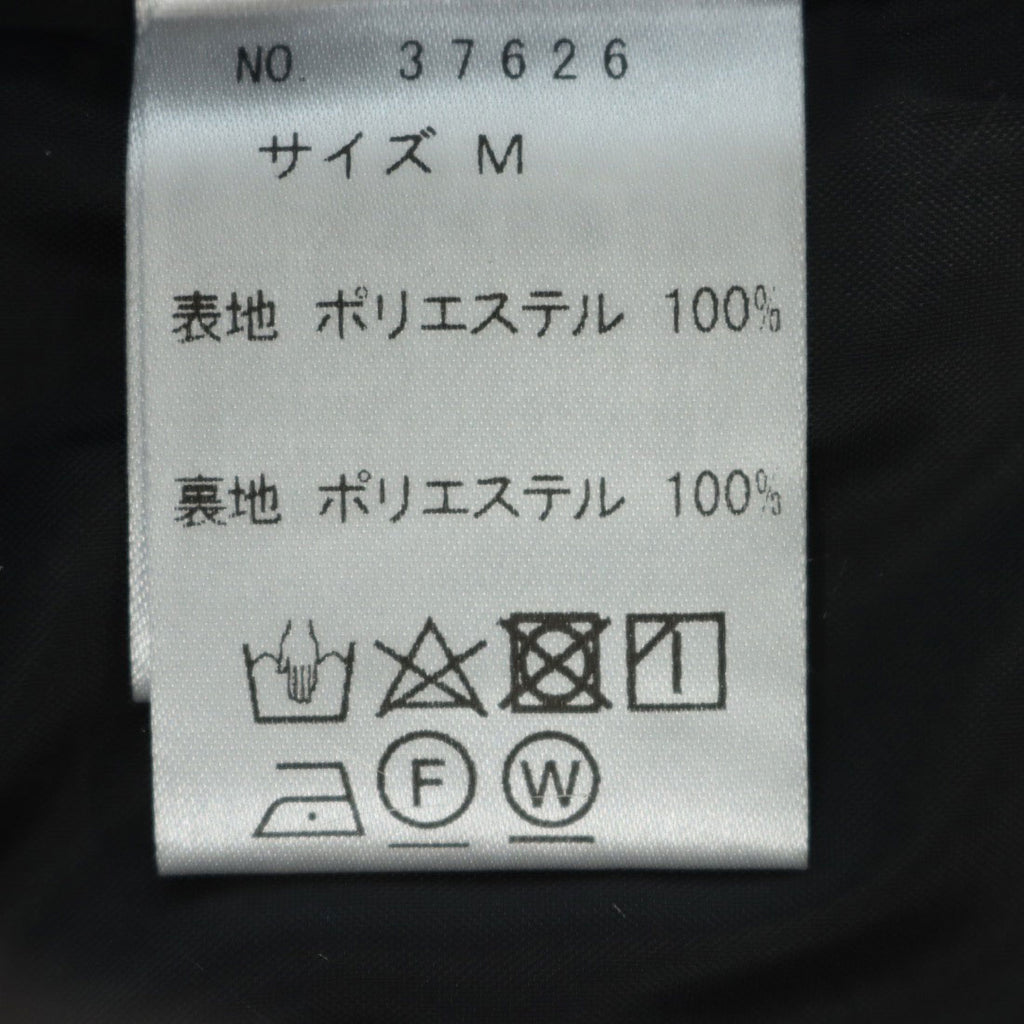 NO. 37626
サイズ M
表地 ポリエステル 100%
裏地 ポリエステル 100%
F W